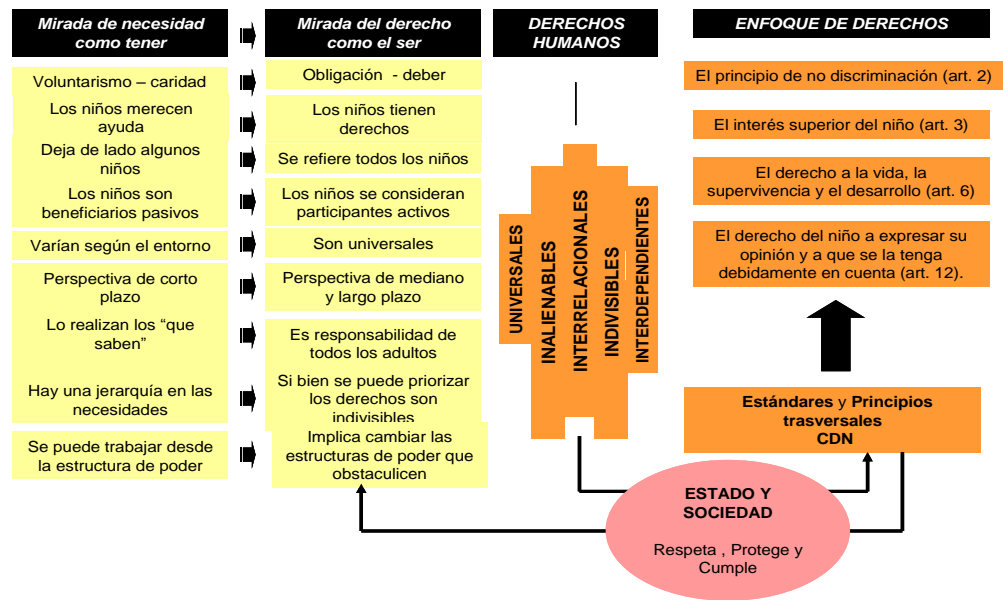 Mirada de necesidad
como tener
Mirada del derecho
como el ser
DERECHOS
HUMANOS
ENFOQUE DE DERECHOS
Voluntarismo – caridad
Obligación - deber
Los niños merecen
ayuda
Los niños tienen
derechos
Deja de lado algunos
niños
Se refiere todos los niños
Los niños son
beneficiarios pasivos
Los niños se consideran
participantes activos
Varían según el entorno
Son universales
Perspectiva de corto
plazo
Perspectiva de mediano
y largo plazo
Lo realizan los “que
saben”
Es responsabilidad de
todos los adultos
Hay una jerarquía en las
necesidades
Si bien se puede priorizar
los derechos son
indivisibles
Se puede trabajar desde
la estructura de poder
Implica cambiar las
estructuras de poder que
obstaculicen
UNIVERSALES
INALIENABLES
INTERRELACIONALES
INDIVISIBLES
INTERDEPENDIENTES
El principio de no discriminación (art. 2)
El interés superior del niño (art. 3)
El derecho a la vida, la
supervivencia y el desarrollo (art. 6)
El derecho del niño a expresar su
opinión y a que se la tenga
debidamente en cuenta (art. 12).
Estándares y Principios
trasversales
CDN
ESTADO Y
SOCIEDAD
Respeta , Protege y
Cumple